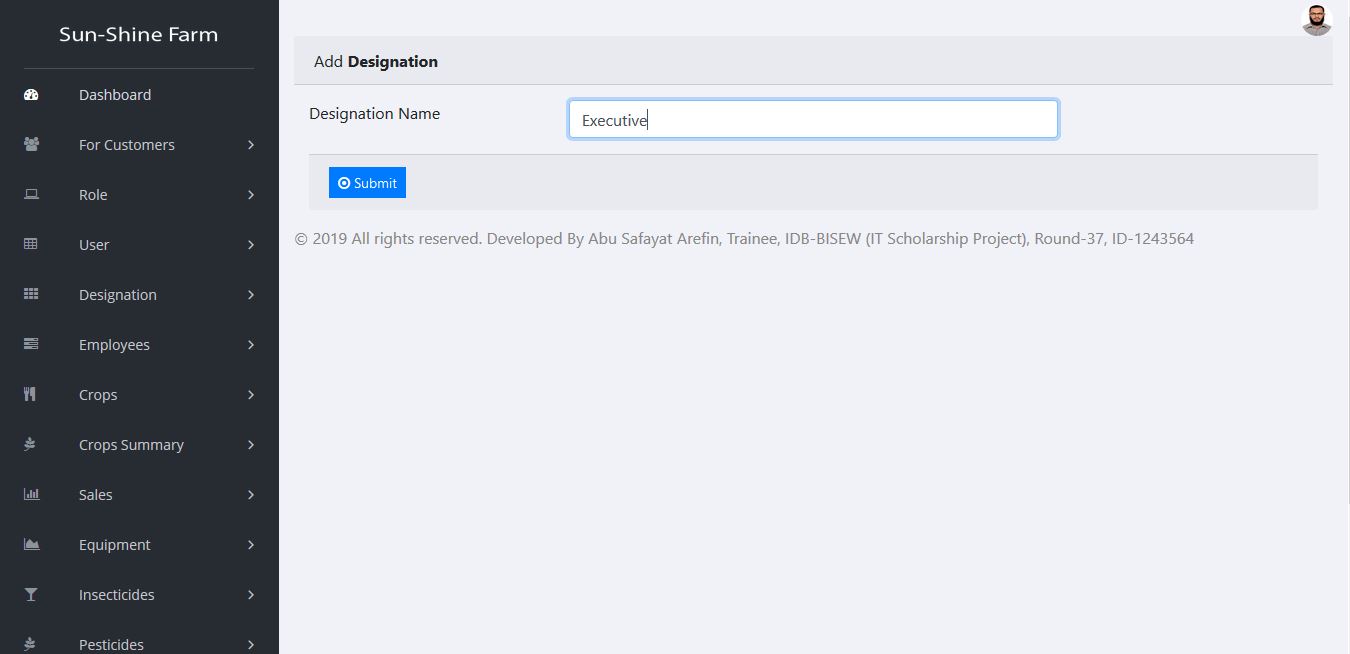 Sun-Shine Farm
Dashboard
For Customers
Role
User
Designation
Employees
Crops
Crops Summary
Sales
Equipment
Insecticides
Pesticides
Add Designation
Designation Name
Executive
Submit
© 2019 All rights reserved. Developed By Abu Safayat Arefin, Trainee, IDB-BISEW (IT Scholarship Project), Round-37, ID-1243564